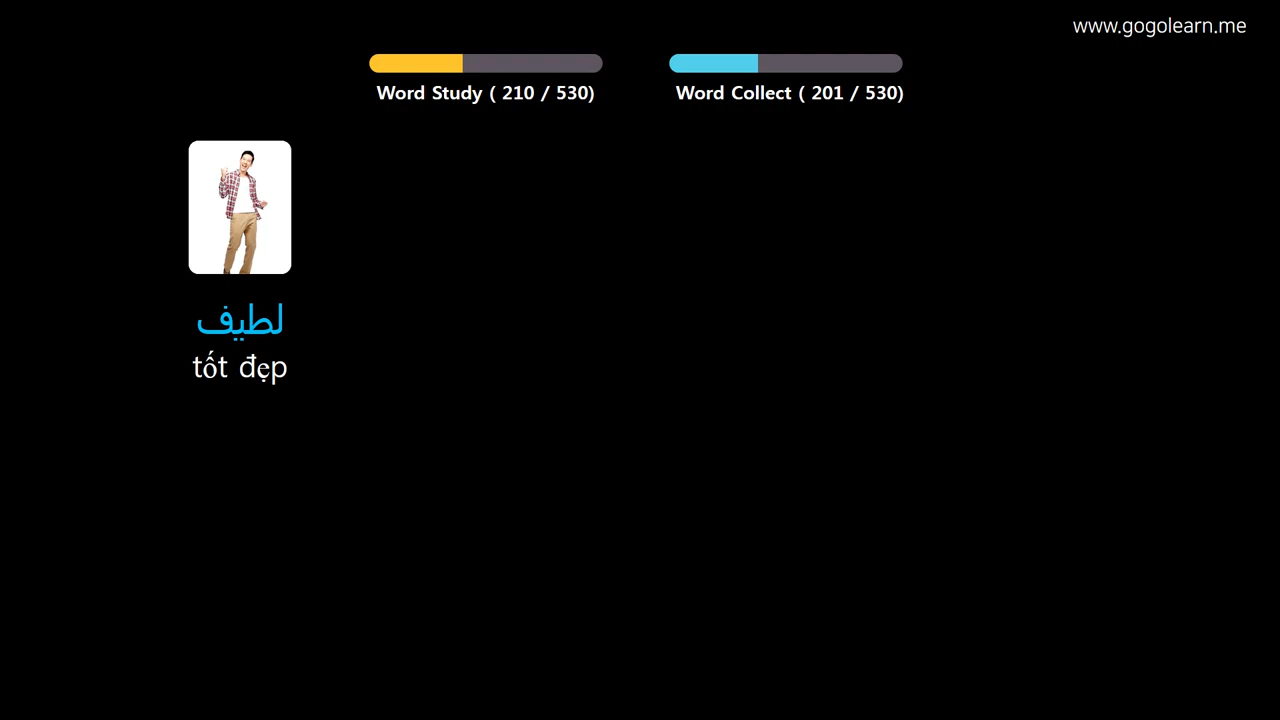 www.gogolearn.me
Word Study ( 210 / 530)
Word Collect ( 201 / 530)
لطيف
tốt đẹp